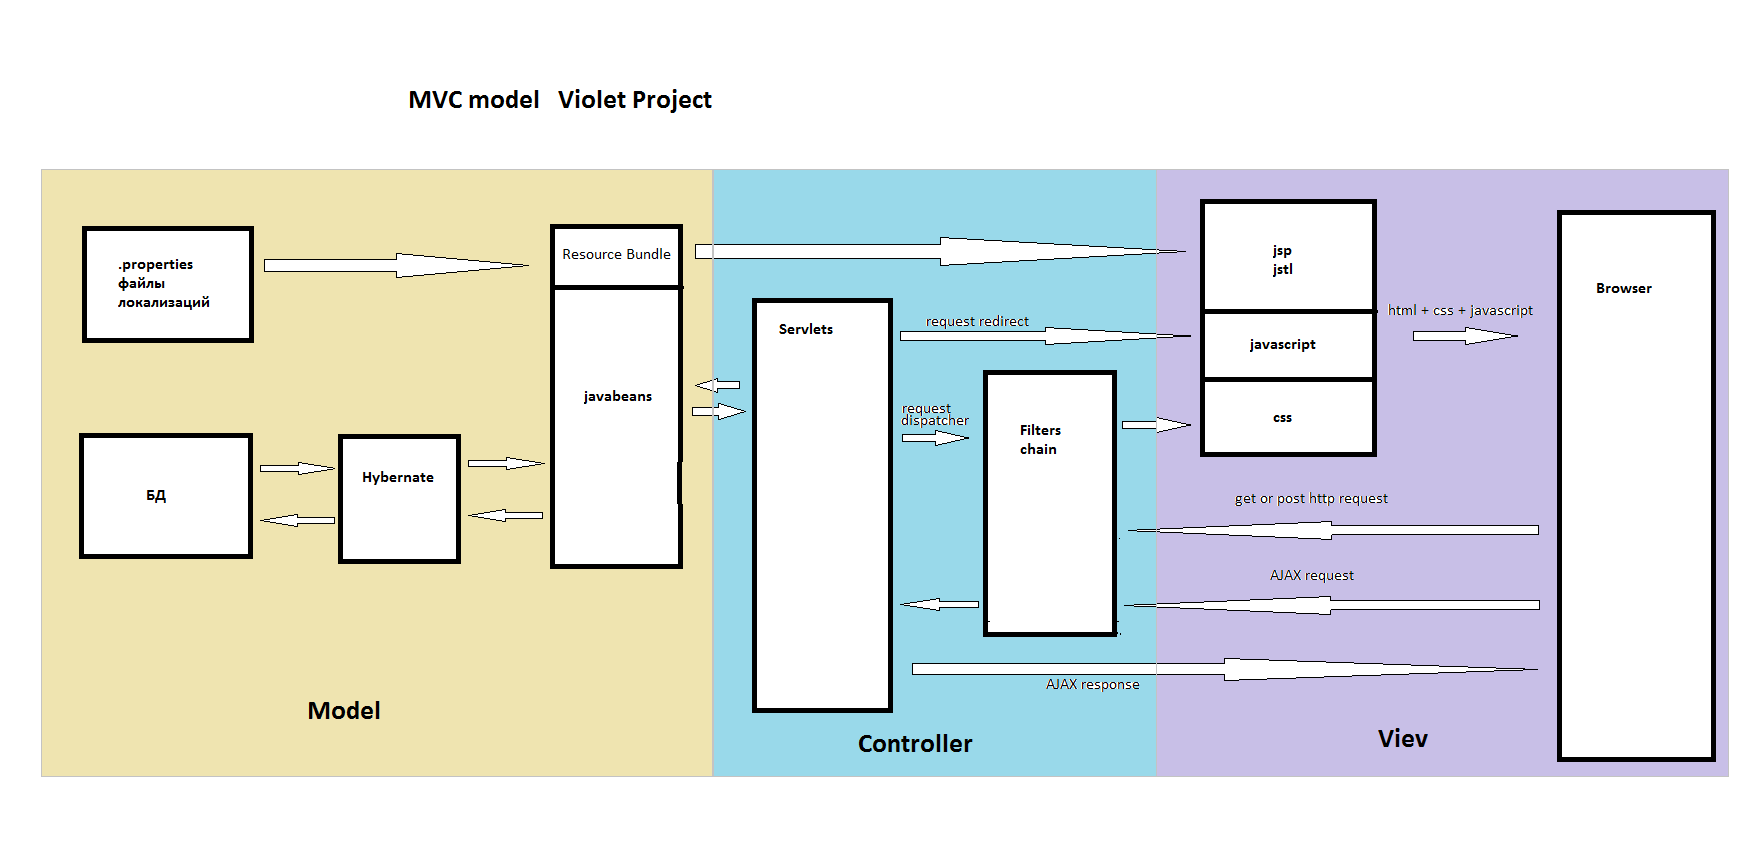 MVC model   Violet Project
.properties
файлы
локализаций
Resource Bundle
javabeans
БД
Hybernate
Model
Servlets
request redirect
request
dispatcher
Filters
chain
AJAX response
Controller
jsp
jstl
javascript
css
html + css + javascript
Browser
get or post http request
AJAX request
Viev